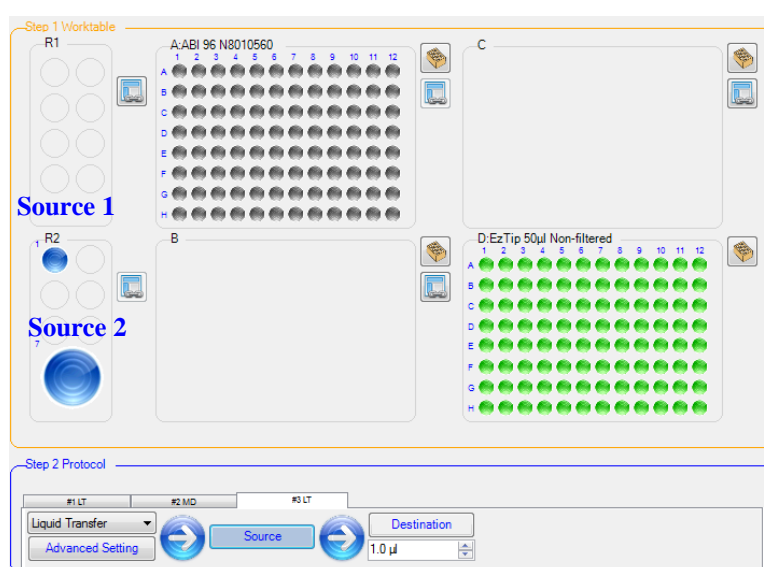 Step 1 Worktable
R1
A:ABI 96 N8010560
C
1 2 3 4 5 6 7 8 9 10 11 12
A
B
C
D
E
F
G
H
Source 1
R2
B
D:EzTip 50µl Non-filtered
1
1 2 3 4 5 6 7 8 9 10 11 12
A
B
C
D
E
F
G
H
Source 2
7
Step 2 Protocol
#1 LT #2 MD #3 LT
Liquid Transfer Source Destination
Advanced Setting 1.0 µl